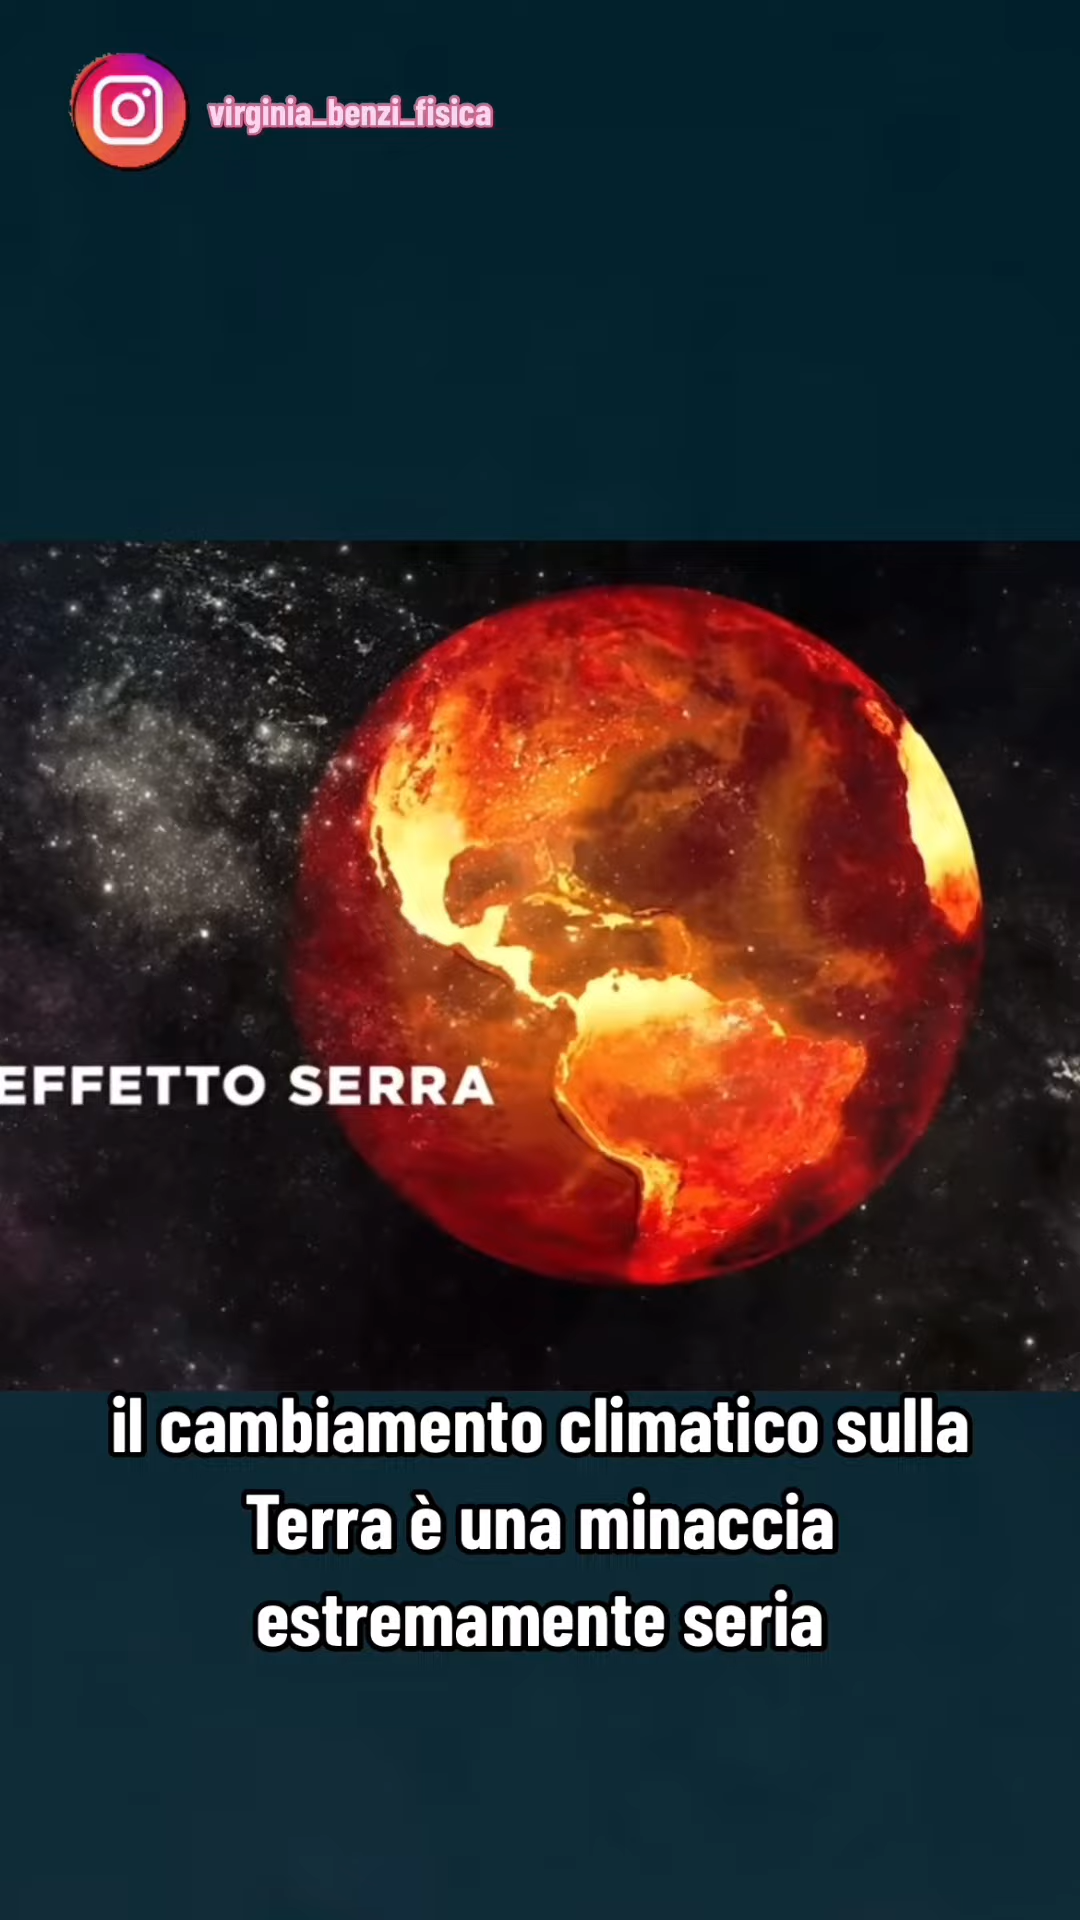 virginia_benzi_fisica
EFFETTO SERRA
il cambiamento climatico sulla
Terra è una minaccia
estremamente seria